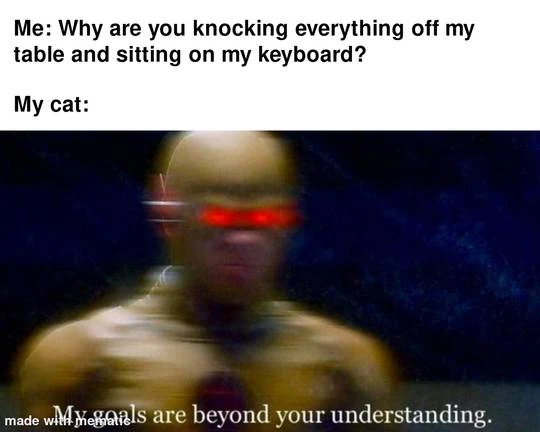 Me: Why are you knocking everything off my
table and sitting on my keyboard?
My cat:
My goals are beyond your understanding.
made with mematic